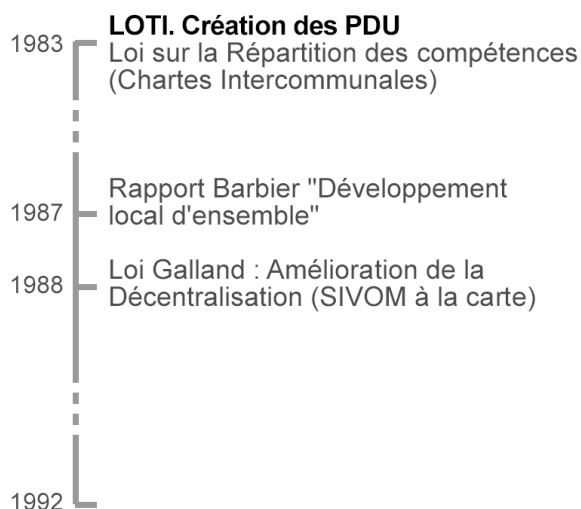 LOTI. Création des PDU
1983
Loi sur la Répartition des compétences
(Chartes Intercommunales)
Rapport Barbier "Développement
1987
local d'ensemble"
Loi Galland : Amélioration de la
1988
Décentralisation (SIVOM à la carte)
1992